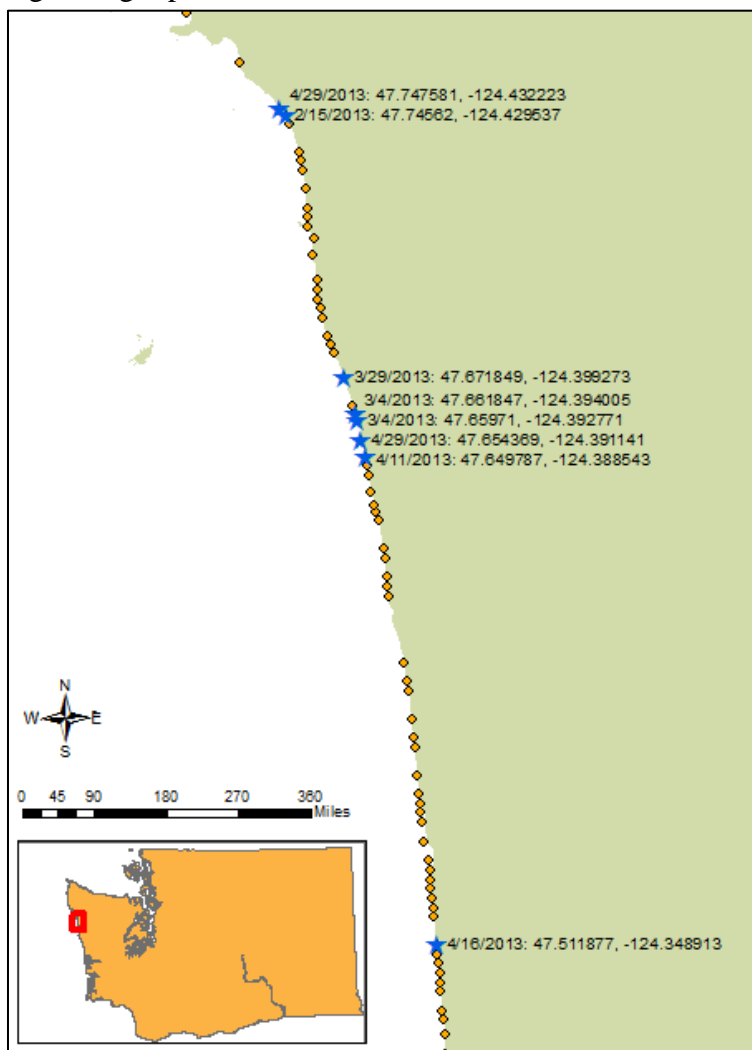 4/29/2013: 47.747581, -124.432223
2/15/2013: 47.74562, -124.429537
3/29/2013: 47.671849, -124.399273
3/4/2013: 47.661847, -124.394005
3/4/2013: 47.65971, -124.392771
4/29/2013: 47.654369, -124.391141
4/11/2013: 47.649787, -124.388543
N
W E
S
0 45 90 180 270 360
Miles
4/16/2013: 47.511877, -124.348913